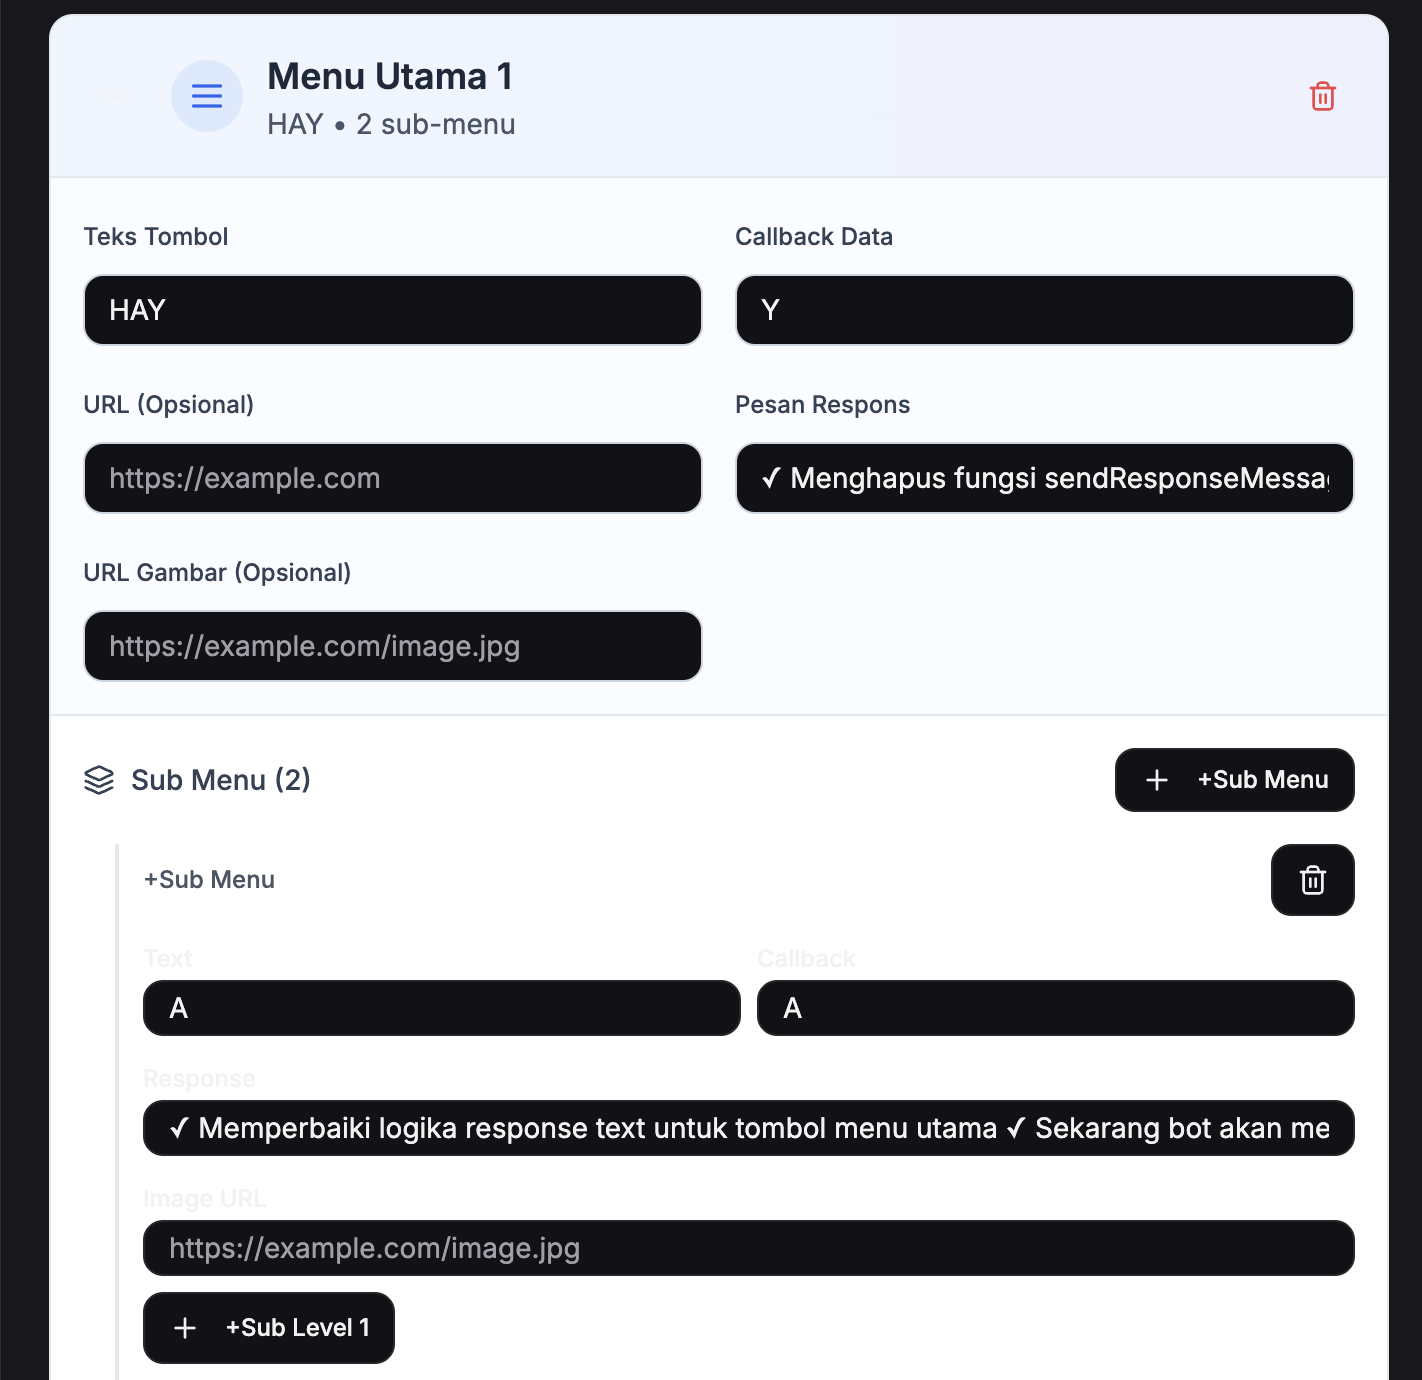 Menu Utama 1
HAY • 2 sub-menu
Teks Tombol
Callback Data
HAY
Y
URL (Opsional)
Pesan Respons
https://example.com
✓ Menghapus fungsi sendResponseMessa
URL Gambar (Opsional)
https://example.com/image.jpg
Sub Menu (2)
+Sub Menu
+Sub Menu
Text
Callback
A
A
Response
✓ Memperbaiki logika response text untuk tombol menu utama ✓ Sekarang bot akan me
Image URL
https://example.com/image.jpg
+Sub Level 1